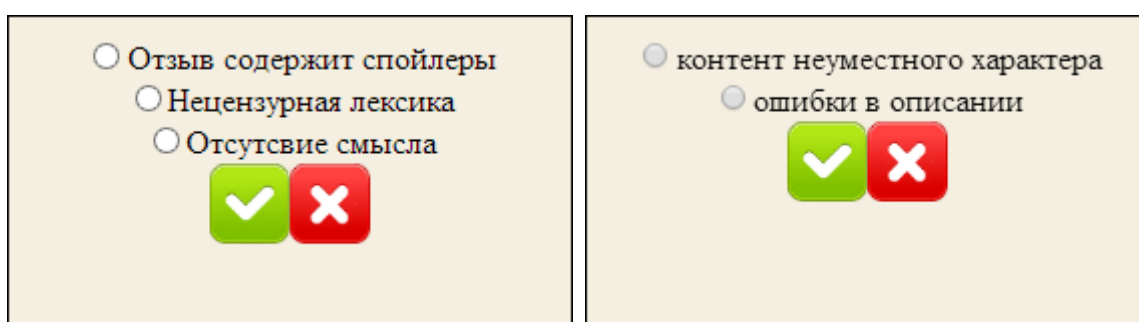 Отзыв содержит спойлеры
Нецензурная лексика
Отсутсвие смысла
контент неуместного характера
ошибки в описании